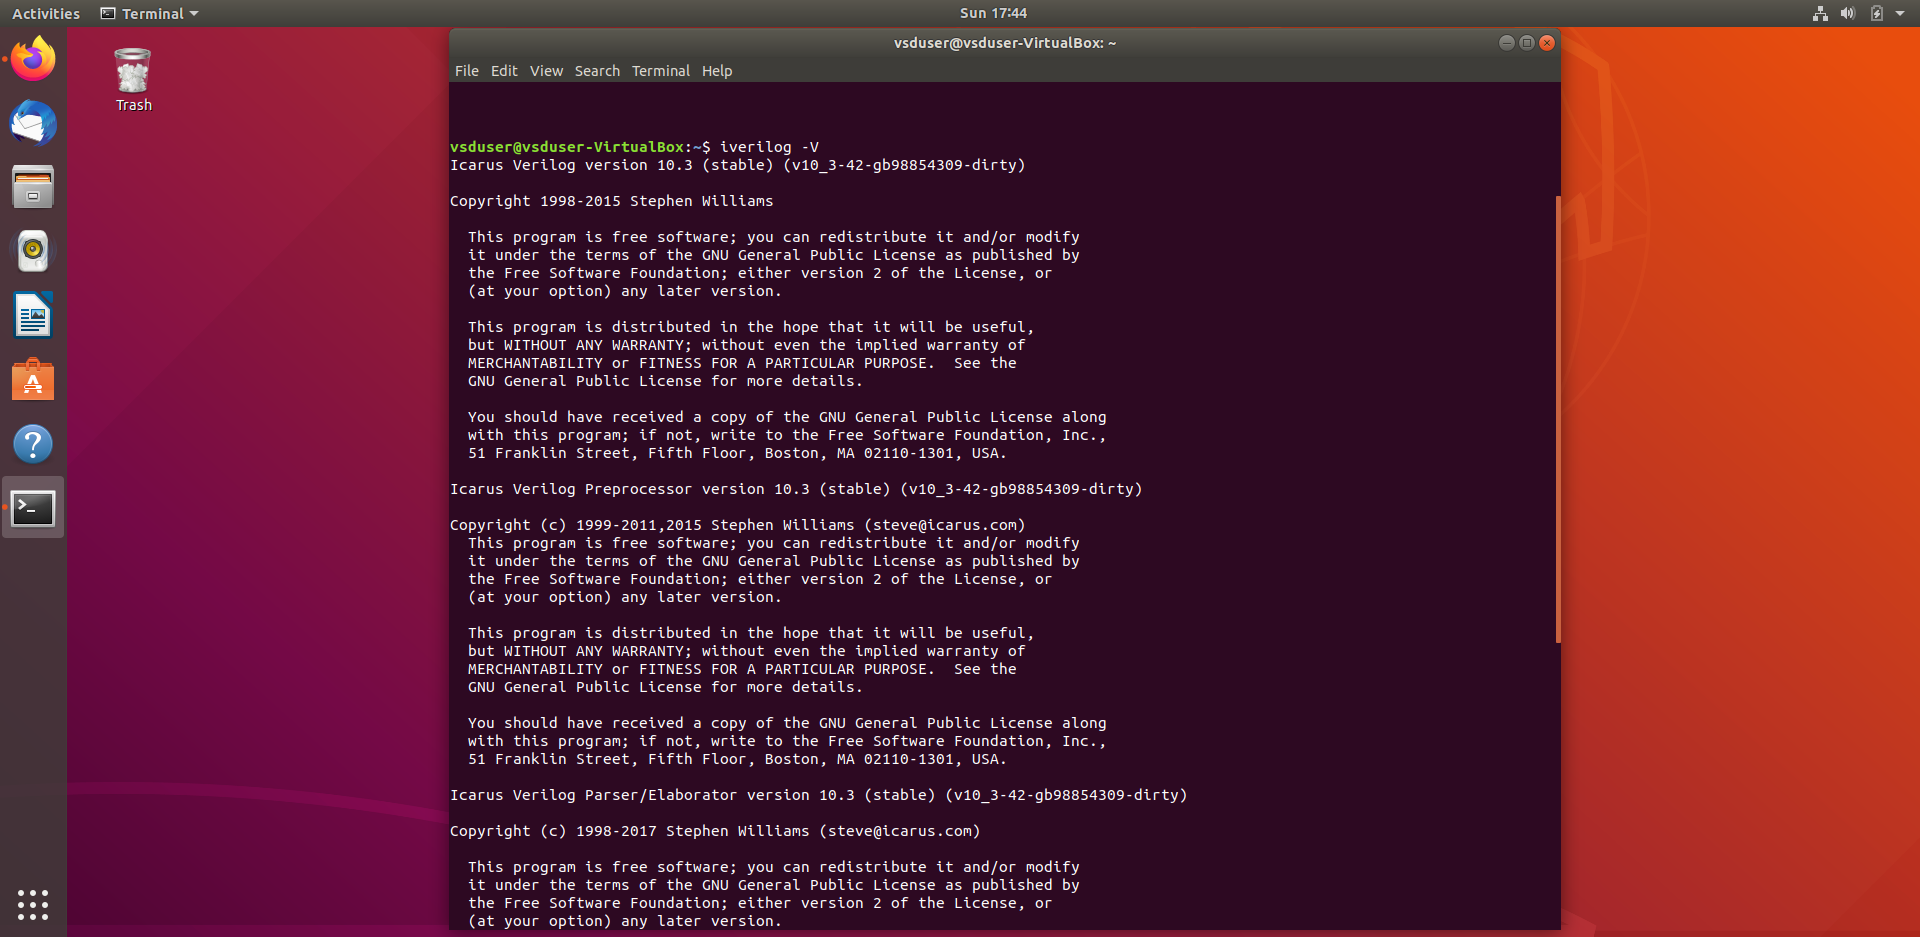 Activities Terminal Sun 17:44
Trash
vsduser@vsduser-VirtualBox: ~
File Edit View Search Terminal Help
vsduser@vsduser-VirtualBox:~$ iverilog -V
Icarus Verilog version 10.3 (stable) (v10_3-42-gb98854309-dirty)
Copyright 1998-2015 Stephen Williams
This program is free software; you can redistribute it and/or modify
it under the terms of the GNU General Public License as published by
the Free Software Foundation; either version 2 of the License, or
(at your option) any later version.
This program is distributed in the hope that it will be useful,
but WITHOUT ANY WARRANTY; without even the implied warranty of
MERCHANTABILITY or FITNESS FOR A PARTICULAR PURPOSE.  See the
GNU General Public License for more details.
You should have received a copy of the GNU General Public License along
with this program; if not, write to the Free Software Foundation, Inc.,
51 Franklin Street, Fifth Floor, Boston, MA 02110-1301, USA.
Icarus Verilog Preprocessor version 10.3 (stable) (v10_3-42-gb98854309-dirty)
Copyright (c) 1999-2011,2015 Stephen Williams (steve@icarus.com)
This program is free software; you can redistribute it and/or modify
it under the terms of the GNU General Public License as published by
the Free Software Foundation; either version 2 of the License, or
(at your option) any later version.
This program is distributed in the hope that it will be useful,
but WITHOUT ANY WARRANTY; without even the implied warranty of
MERCHANTABILITY or FITNESS FOR A PARTICULAR PURPOSE.  See the
GNU General Public License for more details.
You should have received a copy of the GNU General Public License along
with this program; if not, write to the Free Software Foundation, Inc.,
51 Franklin Street, Fifth Floor, Boston, MA 02110-1301, USA.
Icarus Verilog Parser/Elaborator version 10.3 (stable) (v10_3-42-gb98854309-dirty)
Copyright (c) 1998-2017 Stephen Williams (steve@icarus.com)
This program is free software; you can redistribute it and/or modify
it under the terms of the GNU General Public License as published by
the Free Software Foundation; either version 2 of the License, or
(at your option) any later version.